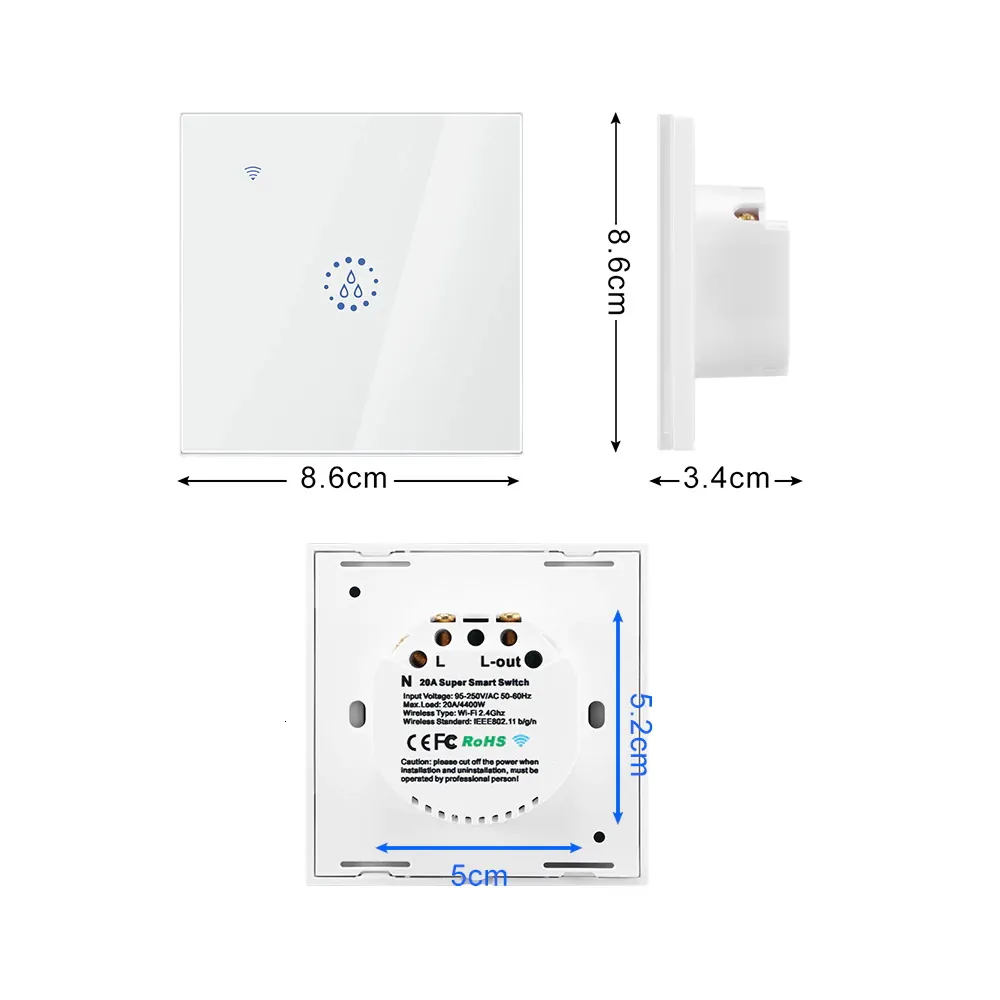 8.6cm
8.6cm
3.4cm
L L-out
N 20A Super Smart Switch
Input Voltage: 95-250V/AC 50-60Hz
Max.Load: 20A/4400W
Wireless Type: Wi-Fi 2.4Ghz
Wireless Standard: IEEE802.11 b/g/n
CE FC RoHS
Caution: please cut off the power when
installation and uninstallation, must be
operated by professional person!
5.2cm
5cm